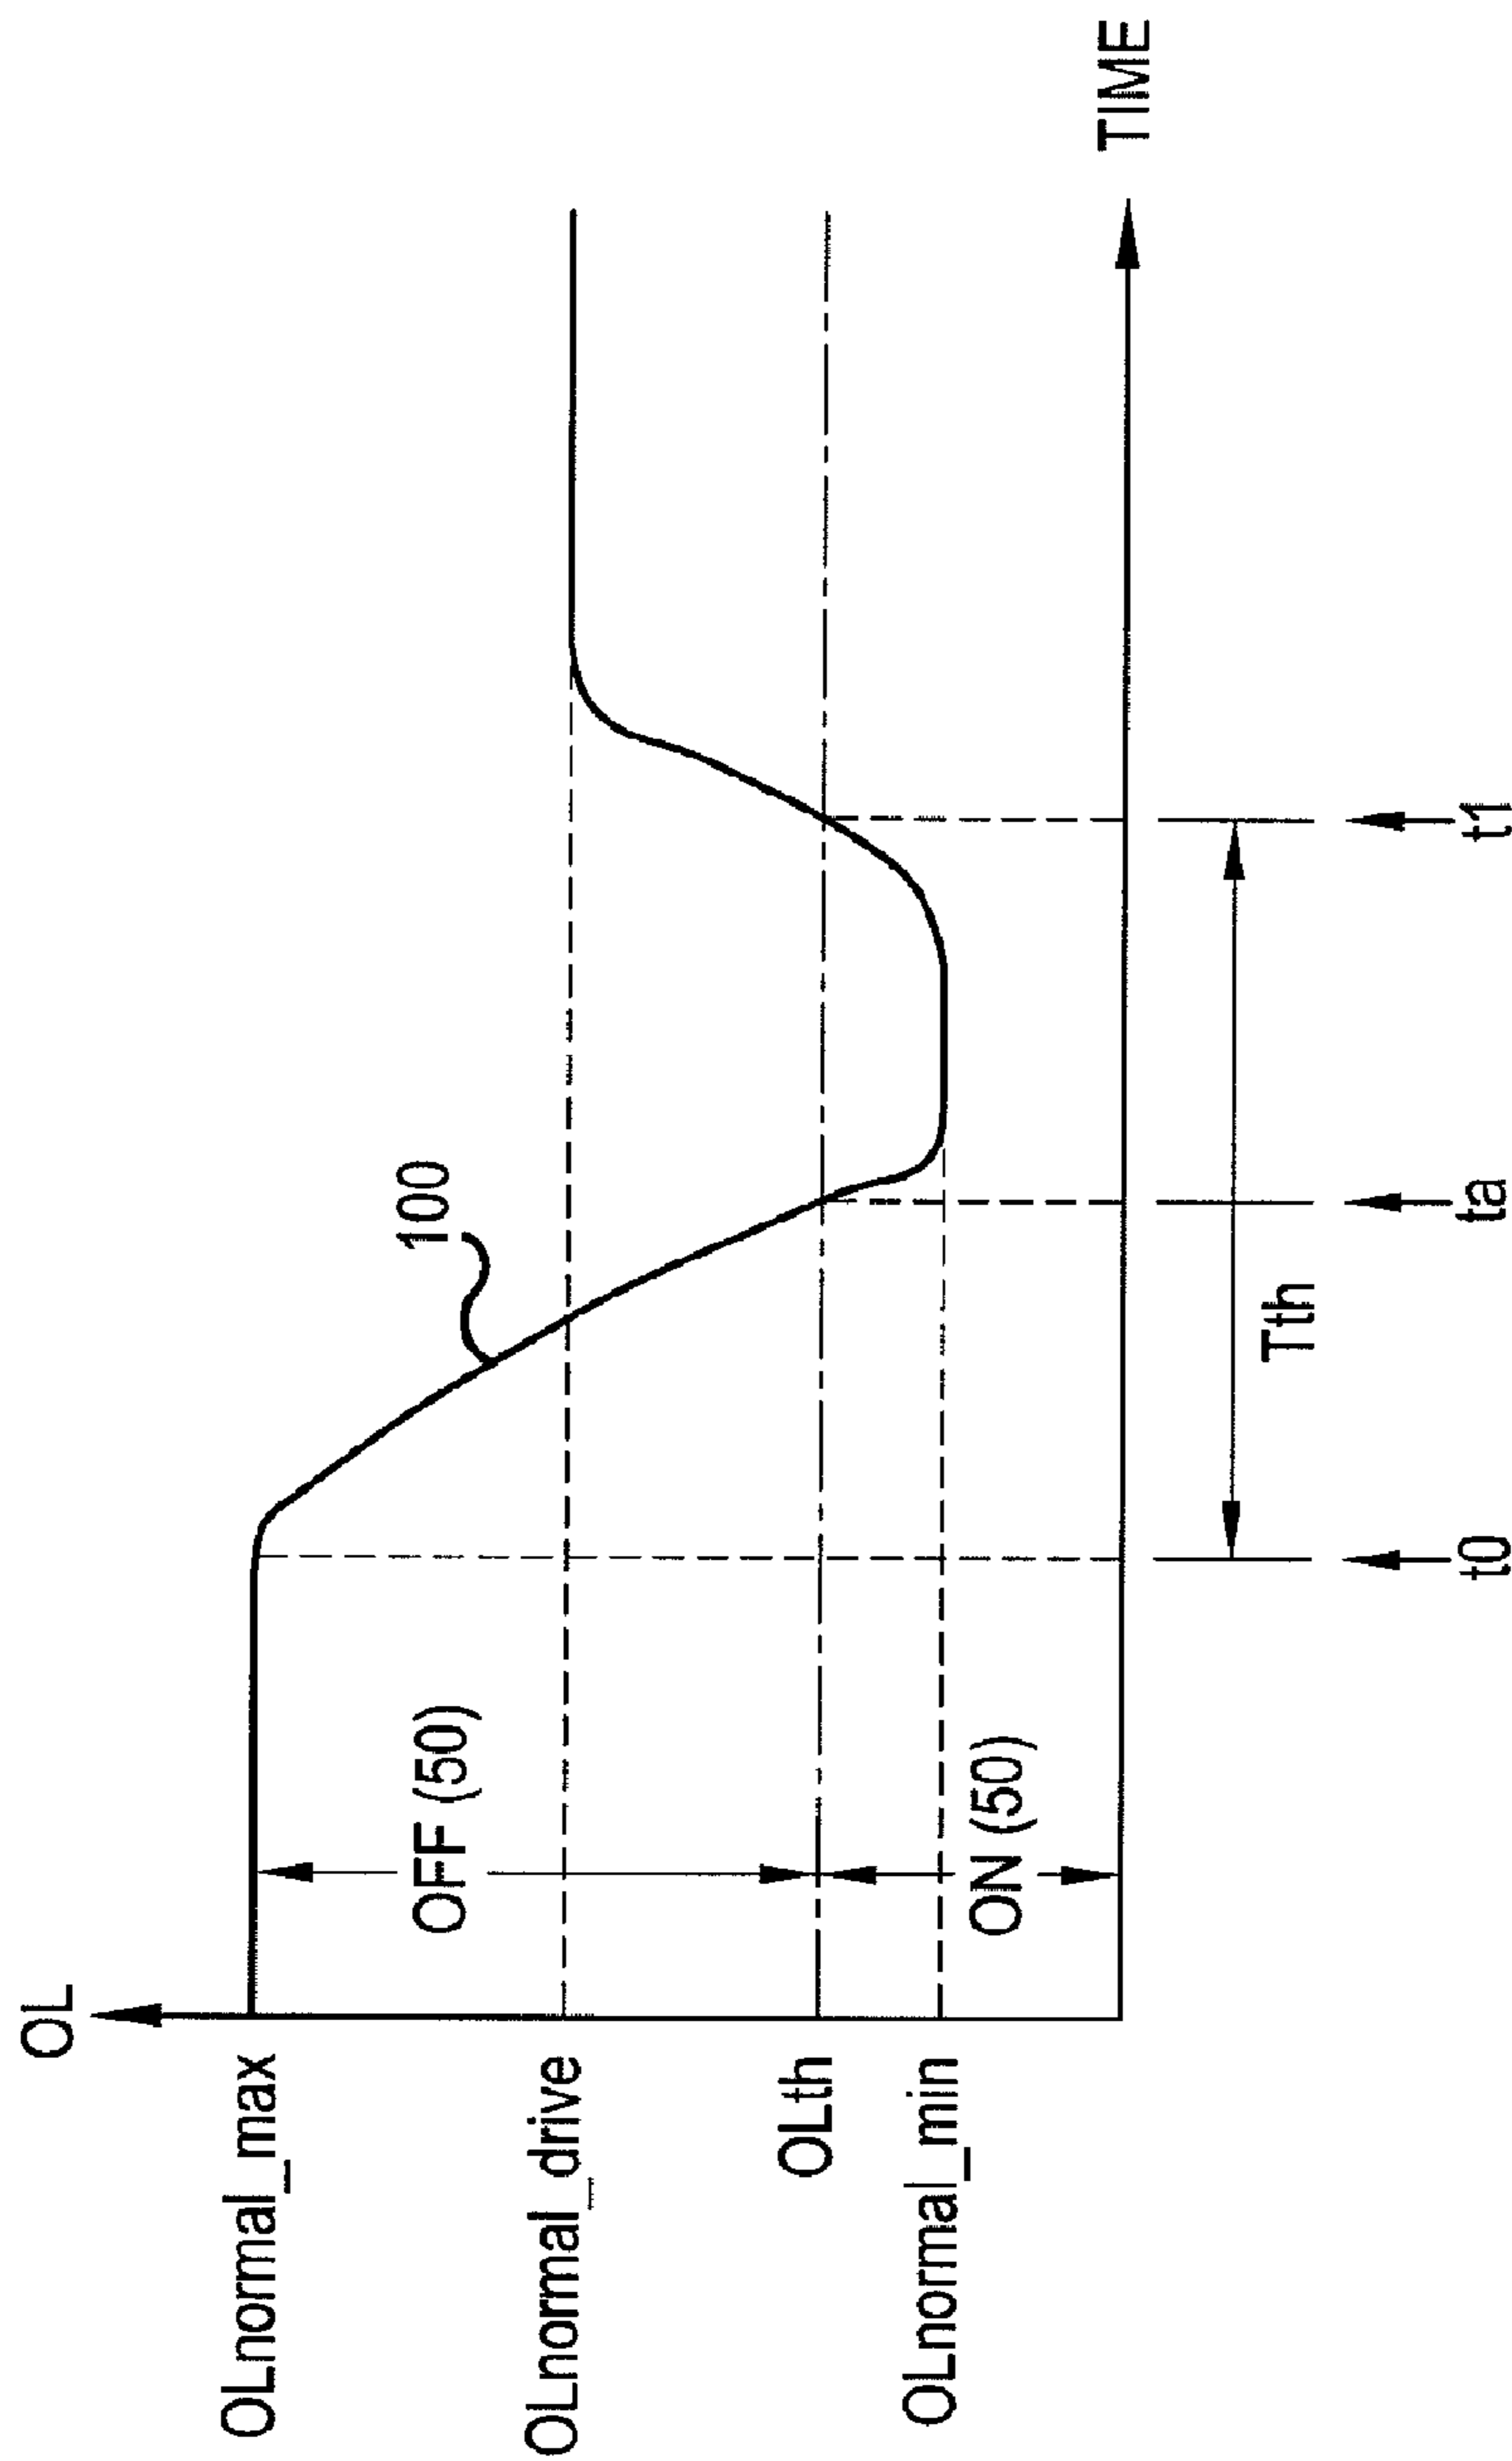 OL
OLnormal_max
OLnormal_drive
OLth
OLnormal_min
OFF (50)
ON (50)
100
TIME
Tth
t0
ta
t1